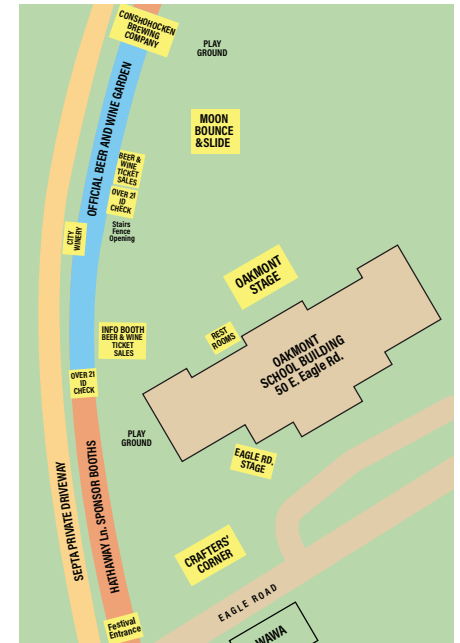 CONSHOHOCKEN
BREWING
COMPANY
PLAY
GROUND
MOON
BOUNCE
&SLIDE
OFFICIAL BEER AND WINE GARDEN
BEER &
WINE
TICKET
SALES
OVER 21
ID
CHECK
Stairs
Fence
Opening
CITY
WINERY
OAKMONT
STAGE
INFO BOOTH
BEER & WINE
TICKET
SALES
REST
ROOMS
OAKMONT
SCHOOL BUILDING
50 E. Eagle Rd.
OVER 21
ID
CHECK
PLAY
GROUND
EAGLE RD.
STAGE
SEPTA PRIVATE DRIVEWAY
HATHAWAY Ln. SPONSOR BOOTHS
CRAFTERS'
CORNER
EAGLE ROAD
Festival
Entrance
WAWA